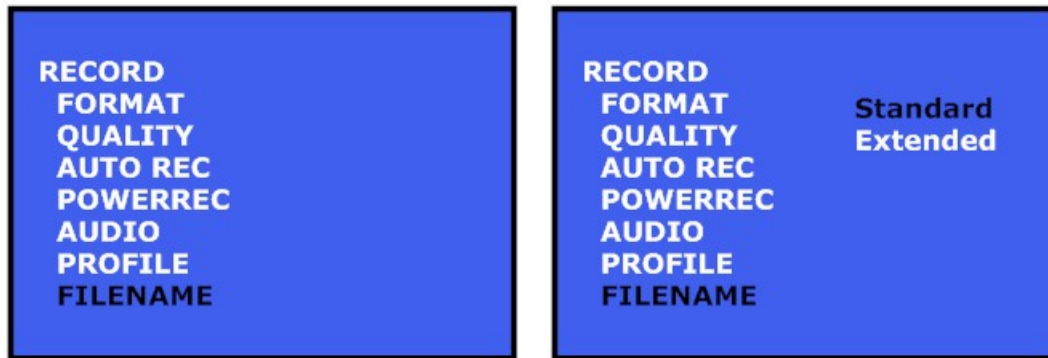 RECORD
FORMAT
QUALITY
AUTO REC
POWERREC
AUDIO
PROFILE
FILENAME
RECORD
FORMAT
QUALITY
AUTO REC
POWERREC
AUDIO
PROFILE
FILENAME
Standard
Extended